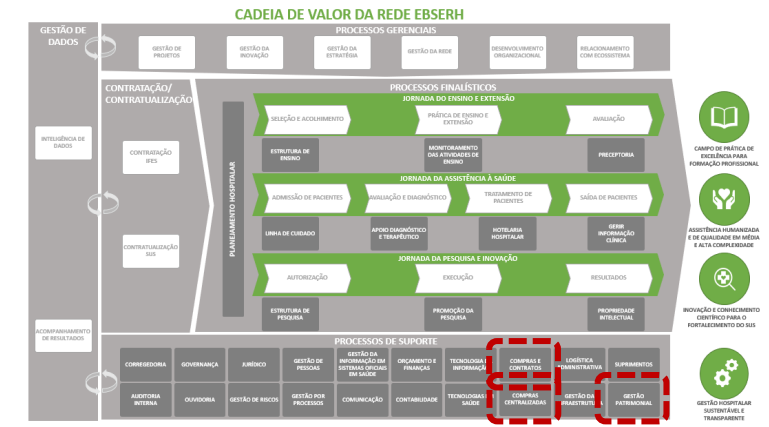 CADEIA DE VALOR DA REDE EBSERH
GESTÃO DE
DADOS
PROCESSOS GERENCIAIS
GESTÃO DE
PROJETOS
GESTÃO DA
INOVAÇÃO
GESTÃO DA
ESTRATÉGIA
GESTÃO DA REDE
DESENVOLVIMENTO
ORGANIZACIONAL
RELACIONAMENTO
COM ECOSSISTEMA
INTELIGÊNCIA DE
DADOS
ACOMPANHAMENTO
DE RESULTADOS
CONTRATAÇÃO/
CONTRATUALIZAÇÃO
CONTRATAÇÃO
IFES
CONTRATUALIZAÇÃO
SUS
PROCESSOS FINALÍSTICOS
PLANEJAMENTO HOSPITALAR
JORNADA DO ENSINO E EXTENSÃO
SELEÇÃO E ACOLHIMENTO
PRÁTICA DE ENSINO E
EXTENSÃO
AVALIAÇÃO
ESTRUTURA DE
ENSINO
MONITORAMENTO
DAS ATIVIDADES DE
ENSINO
PRECEPTORIA
JORNADA DA ASSISTÊNCIA À SAÚDE
ADMISSÃO DE PACIENTES
AVALIAÇÃO E DIAGNÓSTICO
TRATAMENTO DE
PACIENTES
SAÍDA DE PACIENTES
LINHA DE CUIDADO
APOIO DIAGNÓSTICO
E TERAPÊUTICO
HOTELARIA
HOSPITALAR
GERIR
INFORMAÇÃO
CLÍNICA
JORNADA DA PESQUISA E INOVAÇÃO
AUTORIZAÇÃO
EXECUÇÃO
RESULTADOS
ESTRUTURA DE
PESQUISA
PROMOÇÃO DA
PESQUISA
PROPRIEDADE
INTELECTUAL
PROCESSOS DE SUPORTE
CORREGEDORIA
GOVERNANÇA
JURÍDICO
GESTÃO DE
PESSOAS
GESTÃO DA
INFORMAÇÃO EM
SISTEMAS OFICIAIS
EM SAÚDE
ORÇAMENTO E
FINANÇAS
TECNOLOGIA
INFORMA
COMPRAS E
CONTRATOS
LOGÍSTICA
ADMINISTRATIVA
SUPRIMENTOS
AUDITORIA
INTERNA
OUVIDORIA
GESTÃO DE RISCOS
GESTÃO POR
PROCESSOS
COMUNICAÇÃO
CONTABILIDADE
TECNOLOGIAS
SAÚDE
COMPRAS
CENTRALIZADAS
GESTÃO DA
GESTÃO
PATRIMONIAL
CAMPO DE PRÁTICA DE
EXCELÊNCIA PARA
FORMAÇÃO PROFISSIONAL
ASSISTÊNCIA HUMANIZADA
E DE QUALIDADE EM MÉDIA
E ALTA COMPLEXIDADE
INOVAÇÃO E CONHECIMENTO
CIENTÍFICO PARA O
FORTALECIMENTO DO SUS
GESTÃO HOSPITALAR
SUSTENTÁVEL E
TRANSPARENTE